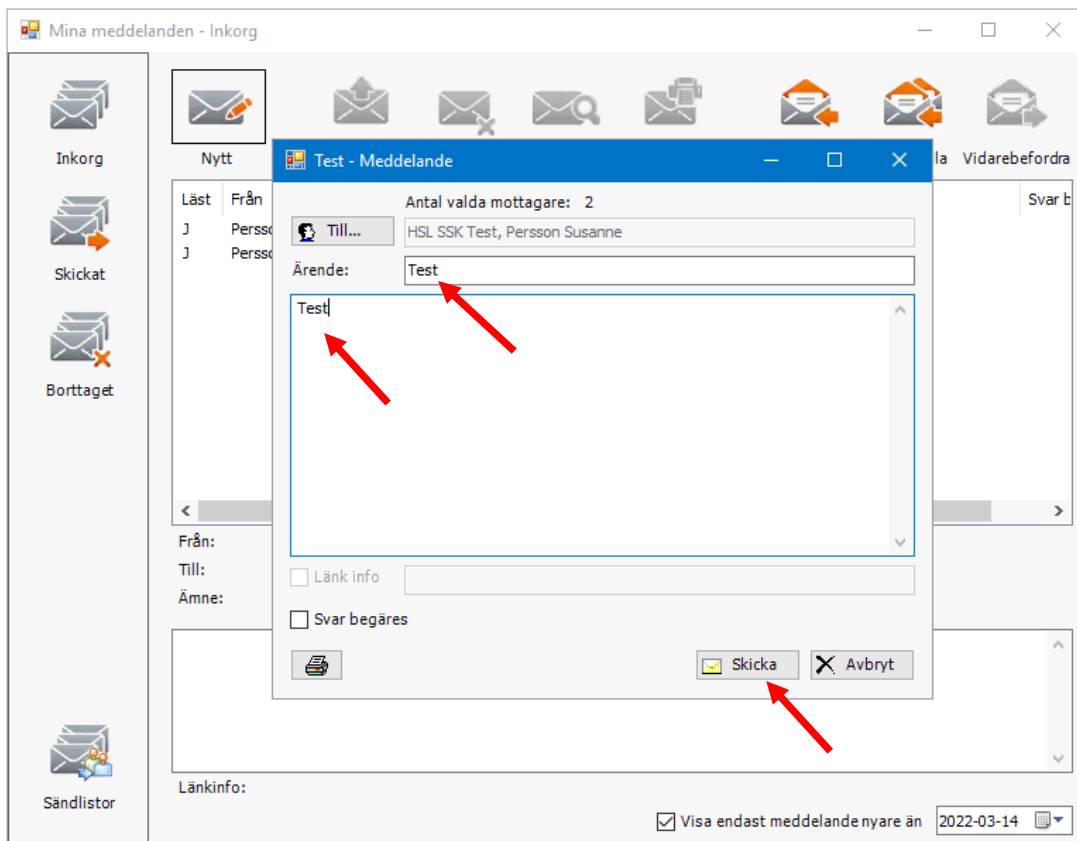 Mina meddelanden - Inkorg
Inkorg
Skickat
Borttaget
Sändlistor
Nytt
la Vidarebefordra
Läst Från Svar b
J Perssc
J Perssc
Test - Meddelande
Antal valda mottagare: 2
Till... HSL SSK Test, Persson Susanne
Ärende: Test
Test
Länk info
Svar begäres
Skicka Avbryt
Från:
Till:
Ämne:
Länkinfo:
Visa endast meddelande nyare än 2022-03-14